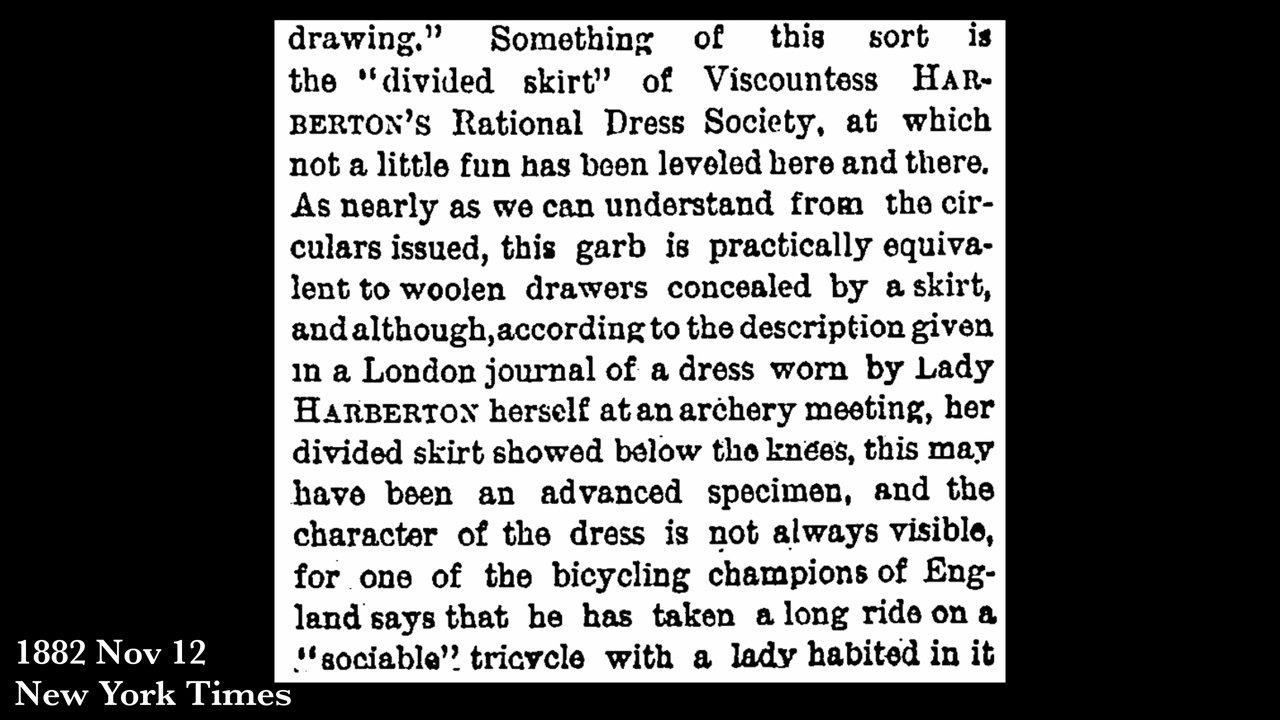 drawing." Something of this sort is
the "divided skirt" of Viscountess HAR-
BERTON'S Rational Dress Society, at which
not a little fun has been leveled here and there.
As nearly as we can understand from the cir-
culars issued, this garb is practically equiva-
lent to woolen drawers concealed by a skirt,
and although, according to the description given
in a London journal of a dress worn by Lady
HARBERTON herself at an archery meeting, her
divided skirt showed below the knees, this may
have been an advanced specimen, and the
character of the dress is not always visible,
for one of the bicycling champions of Eng-
land says that he has taken a long ride on a
"sociable" tricycle with a lady habited in it
1882 Nov 12
New York Times